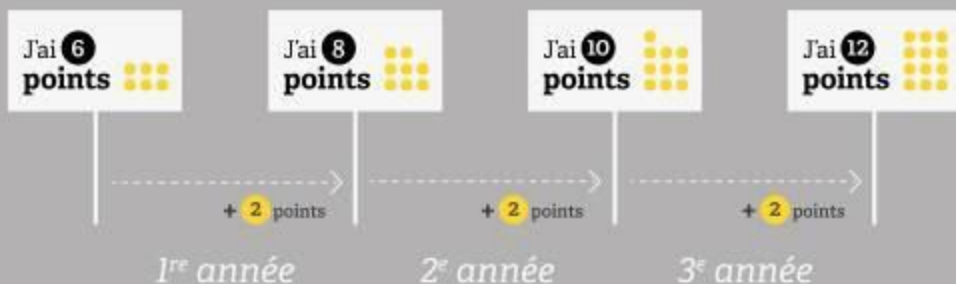 J'ai 6
points
J'ai 8
points
J'ai 10
points
J'ai 12
points
+ 2 points
+ 2 points
+ 2 points
1re année
2e année
3e année